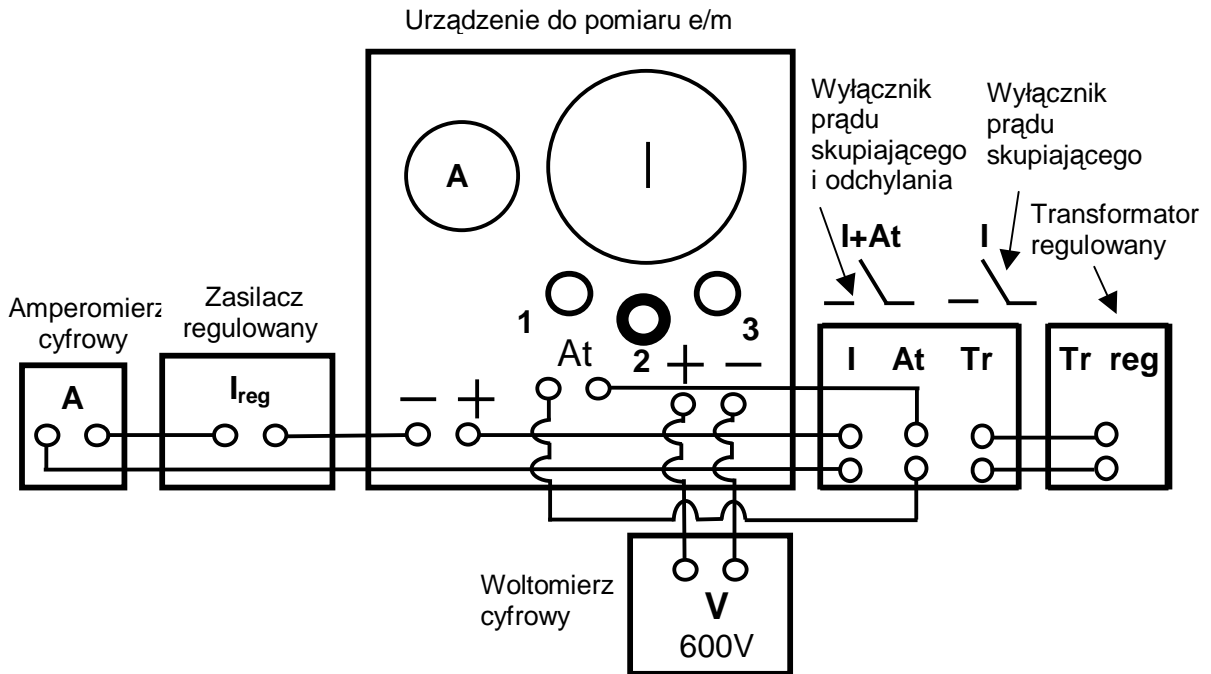 Urządzenie do pomiaru e/m
Wyłącznik
prądu
skupiającego
i odchylania
Wyłącznik
prądu
skupiającego
Transformator
regulowany
I+At
I
A
I
Amperomierz
cyfrowy
Zasilacz
regulowany
1
2
3
At
+ −
A
I reg
− +
I At Tr
Tr reg
Woltomierz
cyfrowy
V
600V